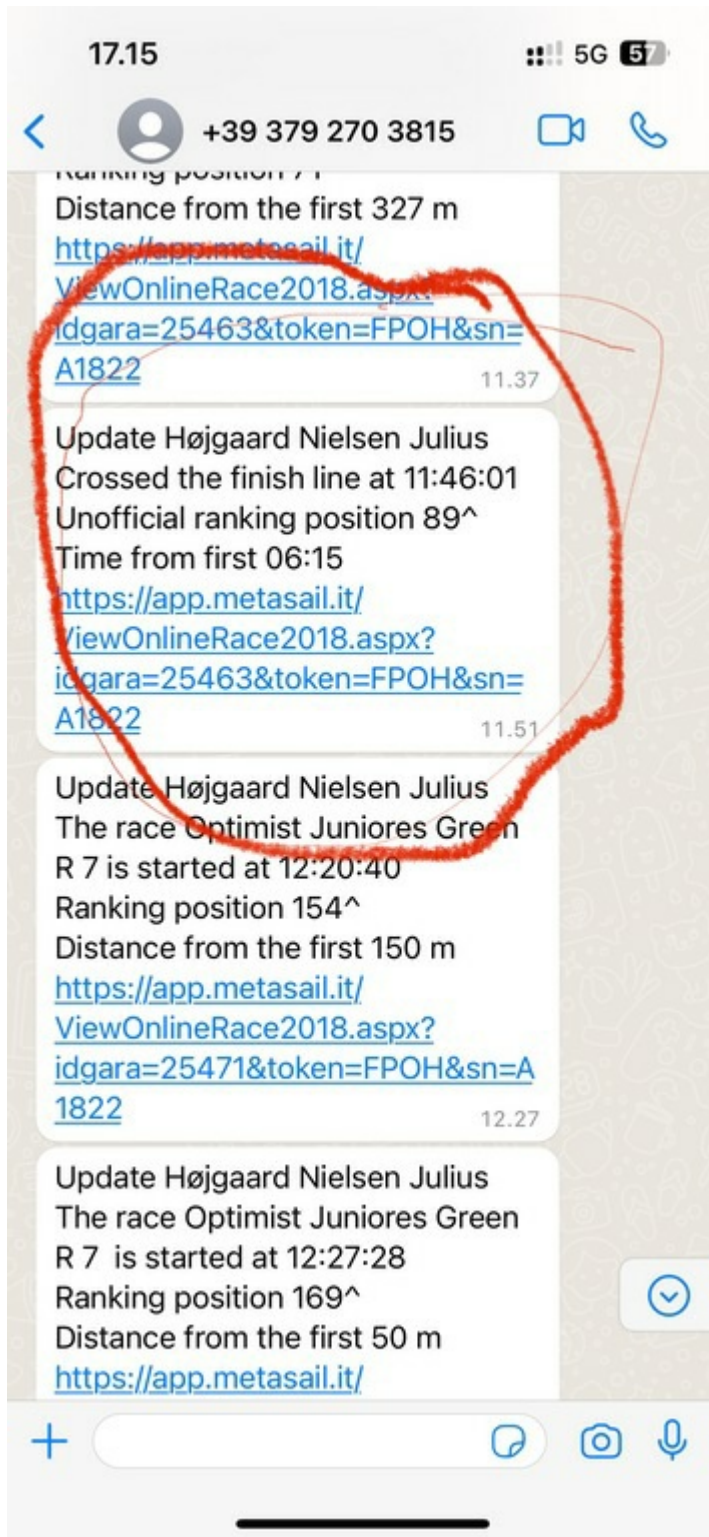 17.15
5G 57
+39 379 270 3815
Ranking position 71
Distance from the first 327 m
https://app.metasail.it/
ViewOnlineRace2018.aspx?
idgara=25463&token=FPOH&sn=
A1822
11.37
Update Højgaard Nielsen Julius
Crossed the finish line at 11:46:01
Unofficial ranking position 89^
Time from first 06:15
https://app.metasail.it/
ViewOnlineRace2018.aspx?
idgara=25463&token=FPOH&sn=
A1822
11.51
Update Højgaard Nielsen Julius
The race Optimist Juniores Green
R 7 is started at 12:20:40
Ranking position 154^
Distance from the first 150 m
https://app.metasail.it/
ViewOnlineRace2018.aspx?
idgara=25471&token=FPOH&sn=A
1822
12.27
Update Højgaard Nielsen Julius
The race Optimist Juniores Green
R 7 is started at 12:27:28
Ranking position 169^
Distance from the first 50 m
https://app.metasail.it/